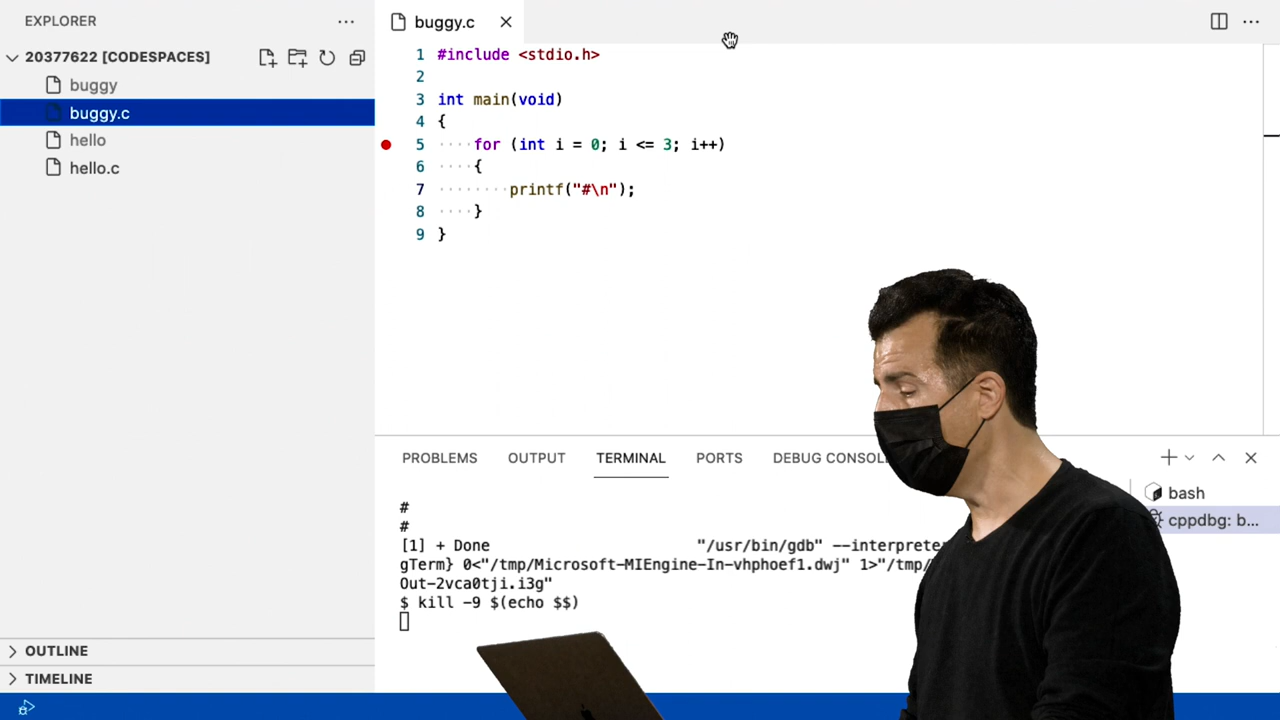 EXPLORER
20377622 [CODESPACES]
buggy
buggy.c
hello
hello.c
OUTLINE
TIMELINE
buggy.c
1 #include <stdio.h>
2
3 int main(void)
4 {
5 ····for (int i = 0; i <= 3; i++)
6 ····{
7 ········printf("#\n");
8 ····}
9 }
PROBLEMS OUTPUT TERMINAL PORTS DEBUG CONSOL
#
#
[1] + Done "/usr/bin/gdb" --interprete
gTerm} 0<"/tmp/Microsoft-MIEngine-In-vhphoef1.dwj" 1>"/tmp/
Out-2vca0tji.i3g"
$ kill -9 $(echo $$)
bash
cppdbg: b...